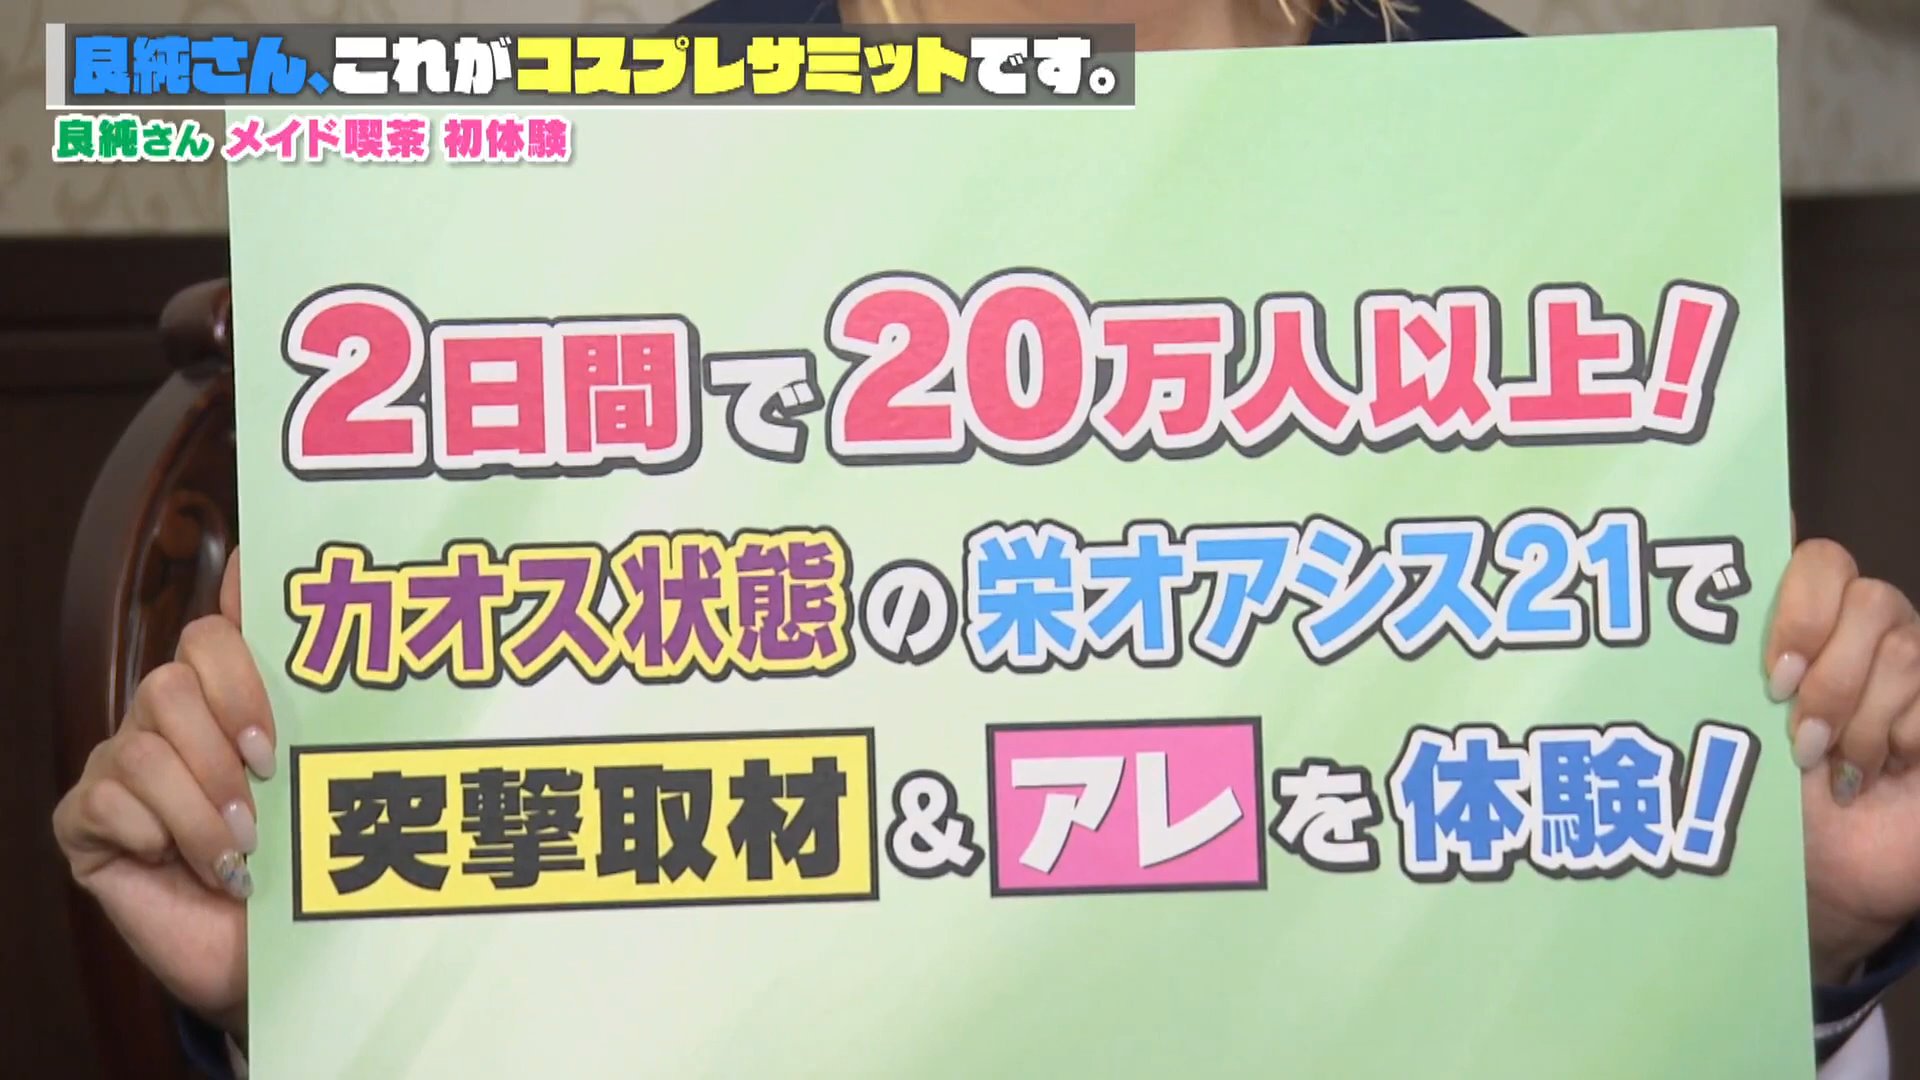 良純さん、これがコスプレサミットです。
良純さん メイド喫茶 初体験
2日間で20万人以上!
カオス状態の栄オアシス21で
突撃取材&アレを体験!